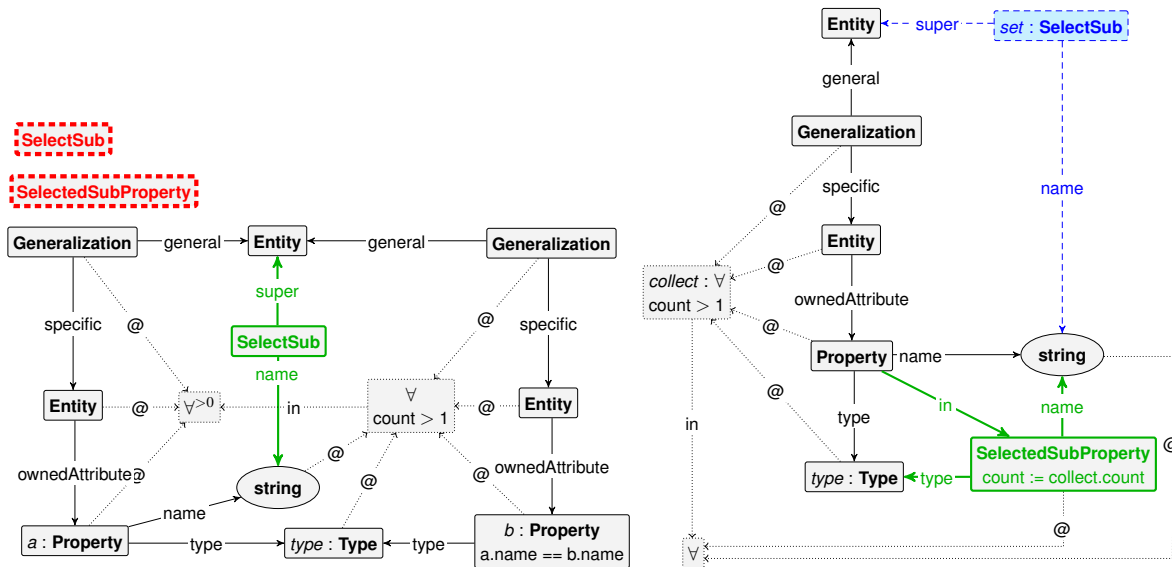 SelectSub
SelectedSubProperty
Generalization
general
Entity
general
Generalization
super
@
@
specific
specific
SelectSub
name
Entity
@
∀>0
in
∀
count > 1
@
Entity
@
@
ownedAttribute
@
string
@
@
ownedAttribute
name
a : Property
type
type : Type
type
b : Property
a.name == b.name
Entity
super
set : SelectSub
general
Generalization
specific
name
@
Entity
@
collect : ∀
count > 1
ownedAttribute
@
Property
name
string
in
type
name
@
in
@
SelectedSubProperty
count := collect.count
type : Type
type
@
∀